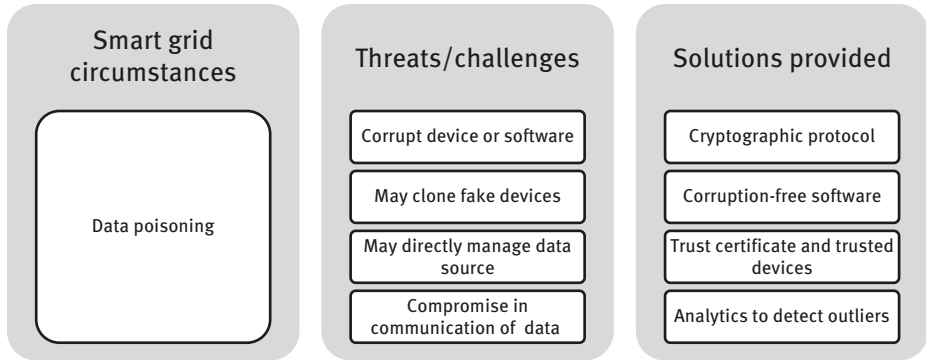 Smart grid
circumstances
Data poisoning
Threats/challenges
Corrupt device or software
May clone fake devices
May directly manage data
source
Compromise in
communication of data
Solutions provided
Cryptographic protocol
Corruption-free software
Trust certificate and trusted
devices
Analytics to detect outliers